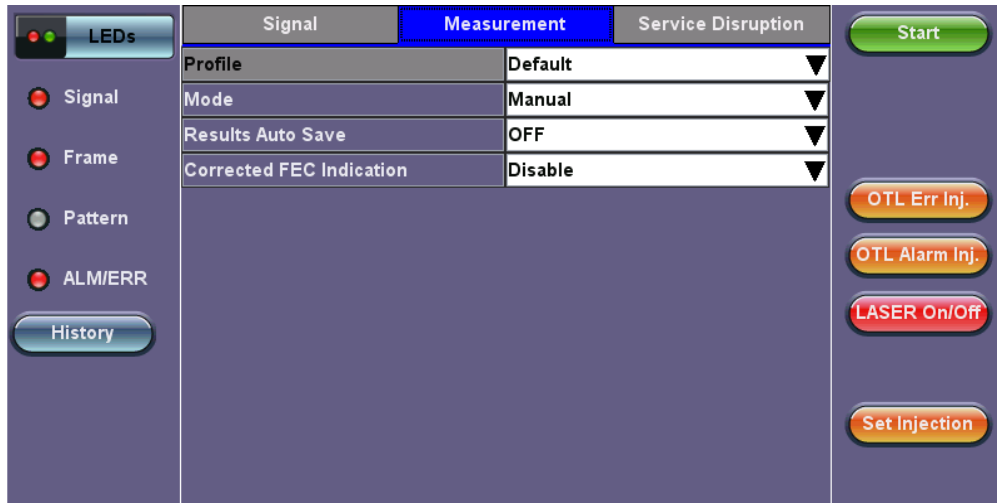 LEDs
Signal
Frame
Pattern
ALM/ERR
History
Signal Measurement Service Disruption
Profile Default
Mode Manual
Results Auto Save OFF
Corrected FEC Indication Disable
Start
OTL Err Inj.
OTL Alarm Inj.
LASER On/Off
Set Injection